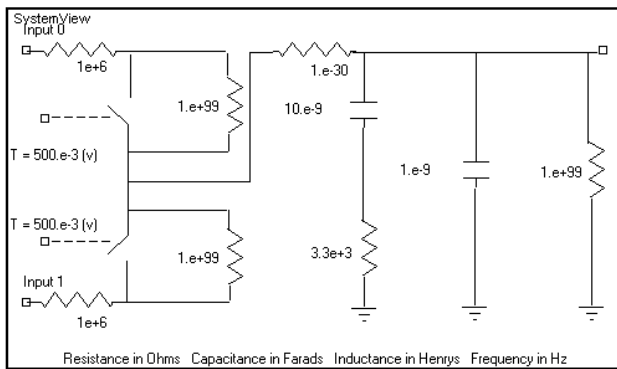 SystemView
Input 0
1e+6
1.e+99
1.e-30
10.e-9
T = 500.e-3 (v)
1.e-9
1.e+99
T = 500.e-3 (v)
3.3e+3
1.e+99
Input 1
1e+6
Resistance in Ohms Capacitance in Farads Inductance in Henrys Frequency in Hz